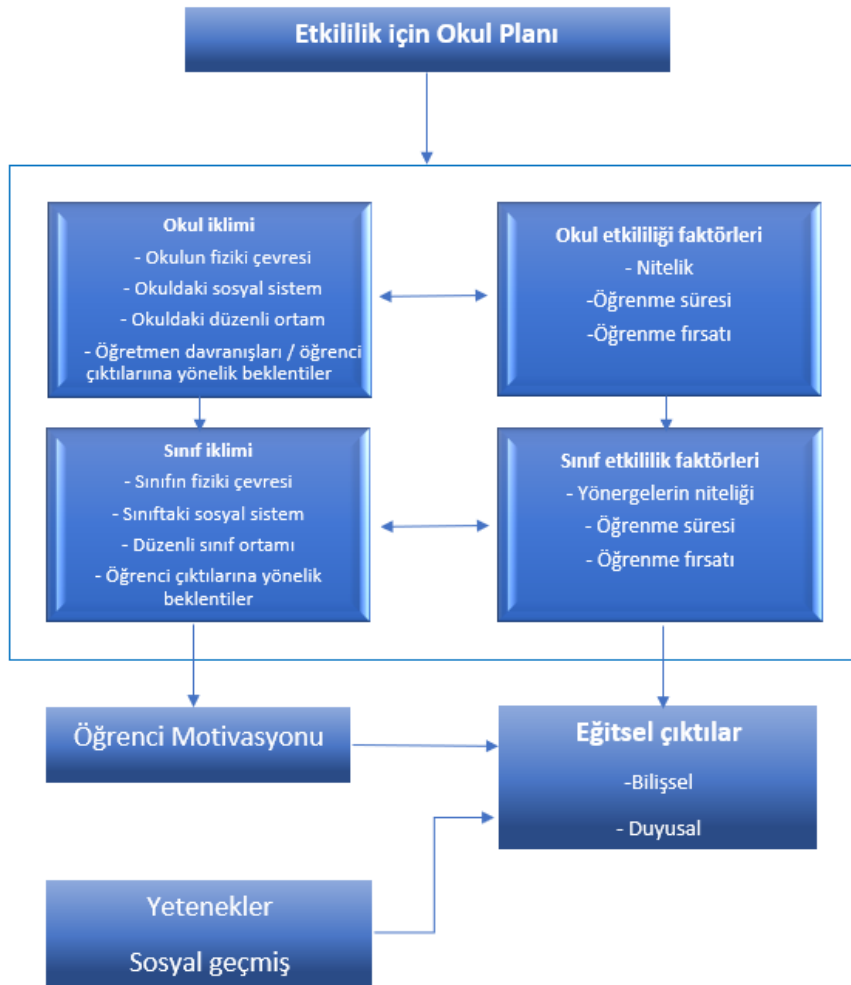 Etkililik için Okul Planı
Okul iklimi
- Okulun fiziki çevresi
- Okuldaki sosyal sistem
- Okuldaki düzenli ortam
- Öğretmen davranışları / öğrenci
çıktılarıına yönelik beklentiler
Okul etkililiği faktörleri
- Nitelik
-Öğrenme süresi
-Öğrenme fırsatı
Sınıf iklimi
- Sınıfın fiziki çevresi
- Sınıftaki sosyal sistem
- Düzenli sınıf ortamı
- Öğrenci çıktılarına yönelik
beklentiler
Sınıf etkililik faktörleri
- Yönergelerin niteliği
- Öğrenme süresi
- Öğrenme fırsatı
Öğrenci Motivasyonu
Eğitsel çıktılar
-Bilişsel
- Duyusal
Yetenekler
Sosyal geçmiş